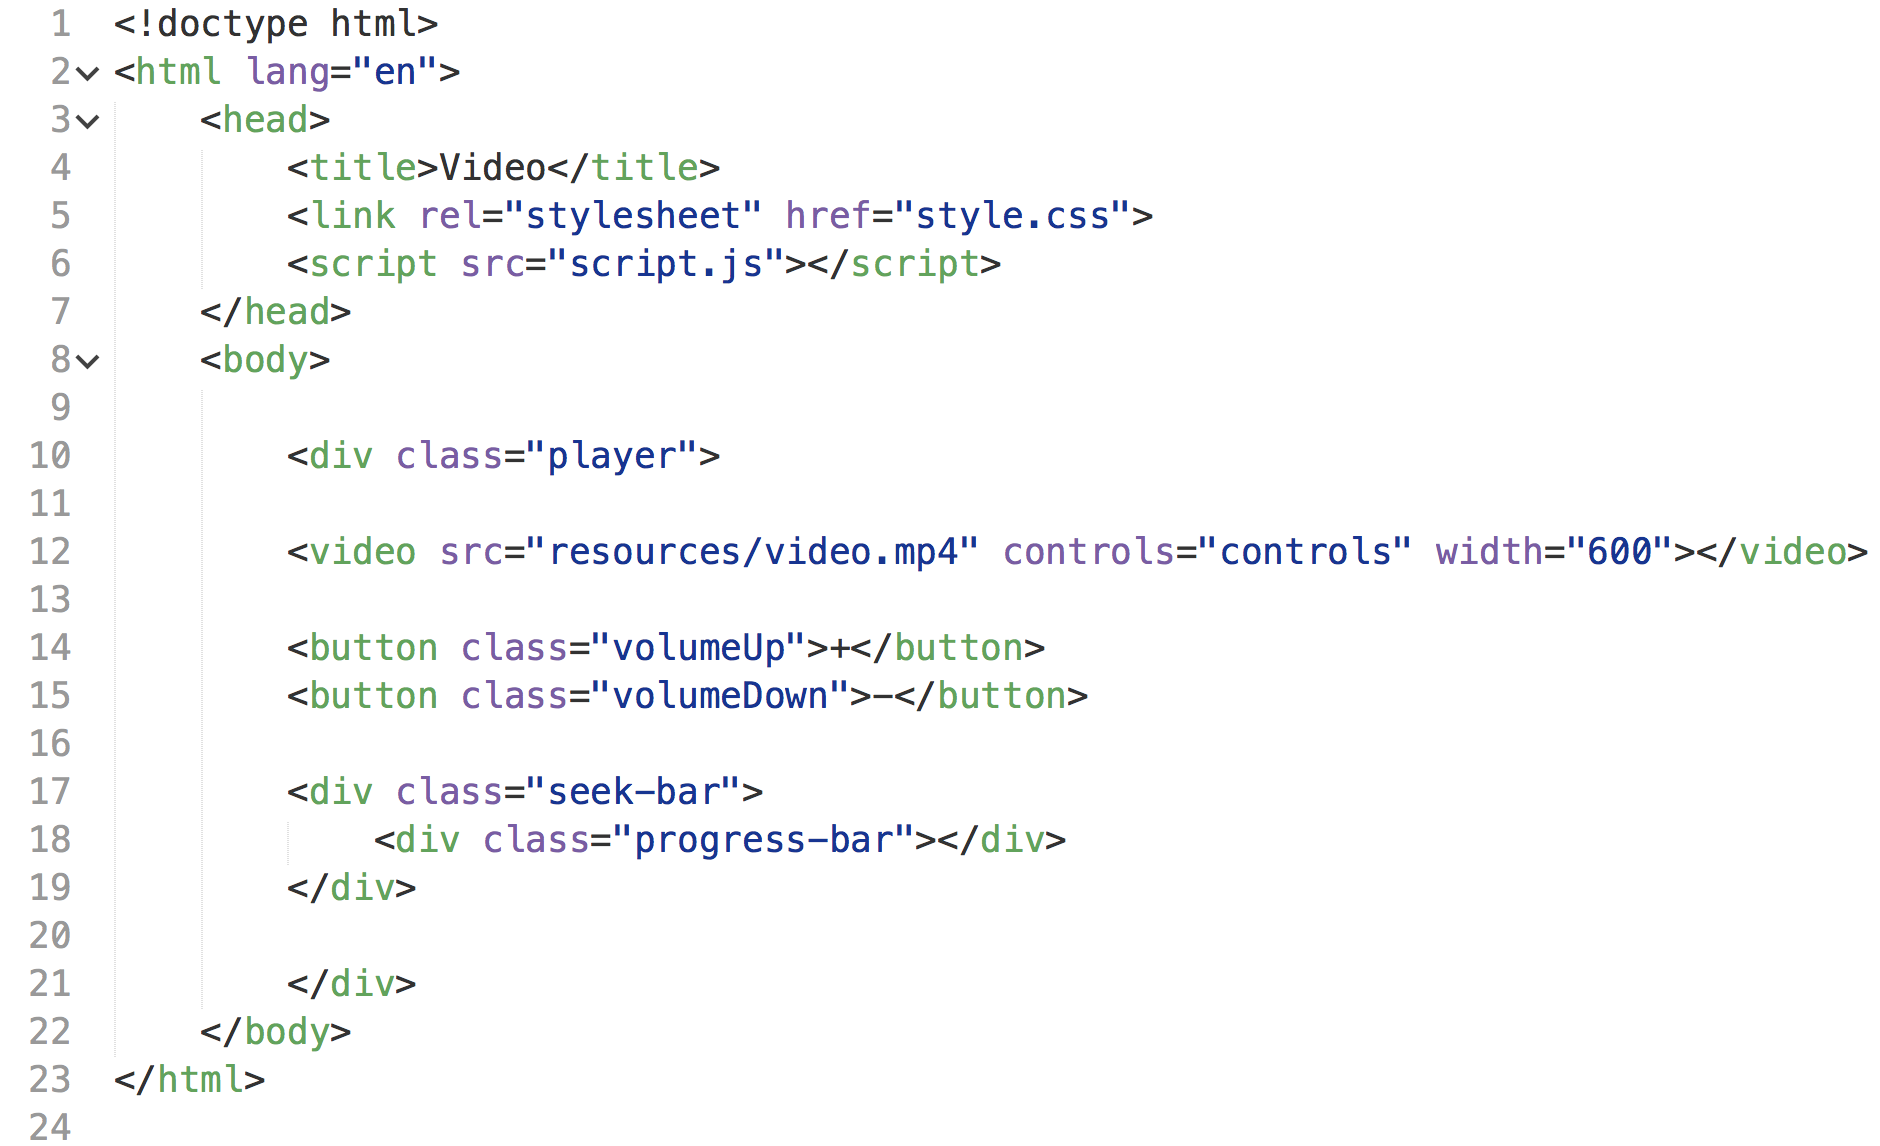 1 <!doctype html>
2 <html lang="en">
3     <head>
4         <title>Video</title>
5         <link rel="stylesheet" href="style.css">
6         <script src="script.js"></script>
7     </head>
8     <body>
9
10         <div class="player">
11
12         <video src="resources/video.mp4" controls="controls" width="600"></video>
13
14         <button class="volumeUp">+</button>
15         <button class="volumeDown">-</button>
16
17         <div class="seek-bar">
18             <div class="progress-bar"></div>
19         </div>
20
21         </div>
22     </body>
23 </html>
24